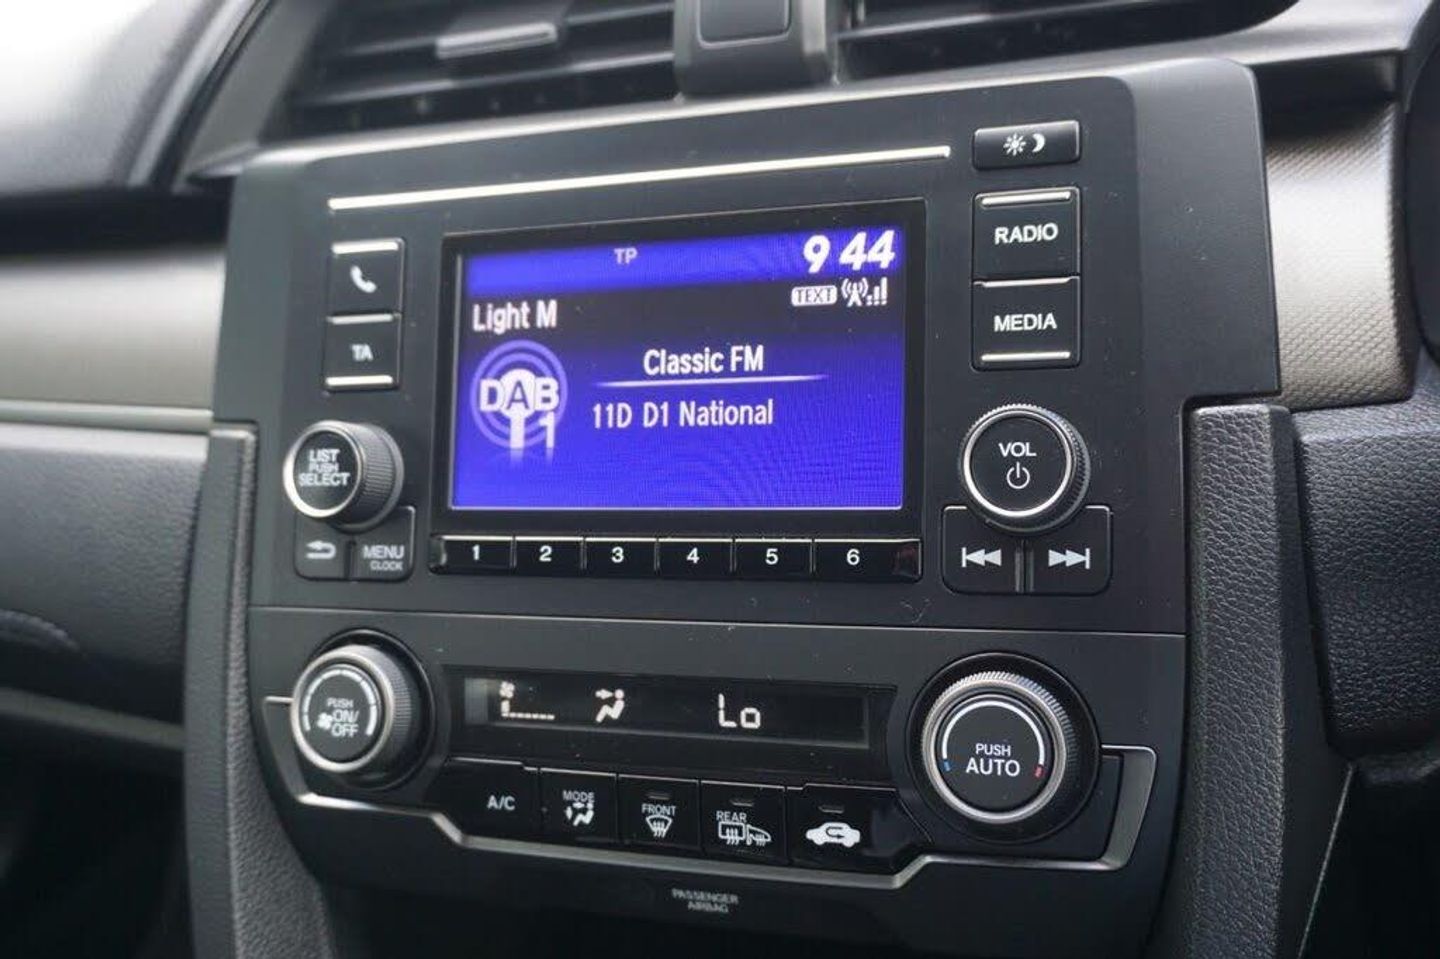 TP
9 44
TEXT
Light M
Classic FM
DAB
1
11D D1 National
RADIO
MEDIA
TA
LIST
PUSH
SELECT
MENU
CLOCK
VOL
1 2 3 4 5 6
PUSH
ON/
OFF
Lo
PUSH
AUTO
A/C
MODE
FRONT
REAR
PASSENGER
AIRBAG